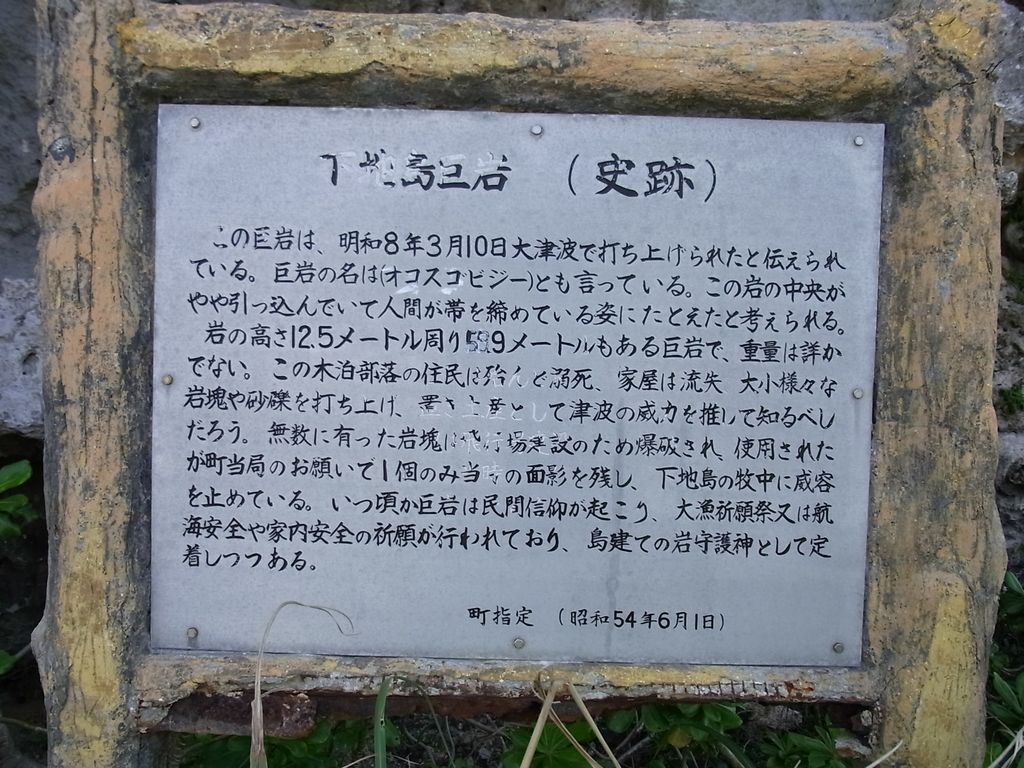 下地島巨岩 （史跡）
この巨岩は、明和8年3月10日大津波で打ち上げられたと伝えられ
ている。巨岩の名は(オコスコビジー)とも言っている。この岩の中央が
やや引っ込んでいて人間が帯を締めている姿にたとえたと考えられる。
岩の高さ12.5メートル周り59.9メートルもある巨岩で、重量は詳か
でない。この木泊部落の住民は殆んど溺死、家屋は流失 大小様々な
岩塊や砂礫を打ち上げ、置き土産として津波の威力を推して知るべし
だろう。無数に有った岩塊は飛行場建設のため爆破され、使用された
が町当局のお願いで1個のみ当時の面影を残し、下地島の牧中に威容
を止めている。いつ頃か巨岩は民間信仰が起こり、大漁祈願祭又は航
海安全や家内安全の祈願が行われており、島建ての岩守護神として定
着しつつある。
町指定 （昭和54年6月1日）